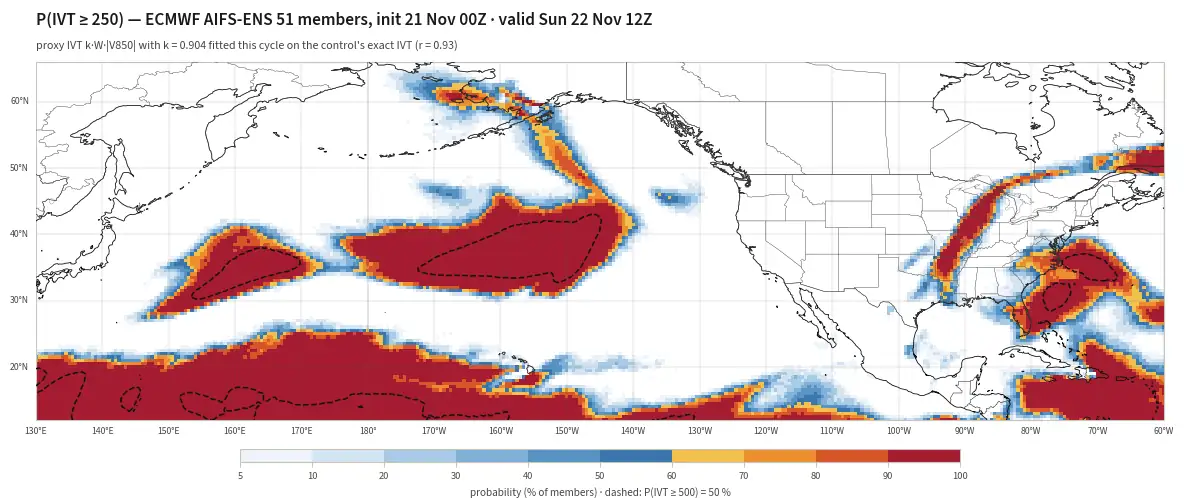 P(IVT ≥ 250) — ECMWF AIFS-ENS 51 members, init 21 Nov 00Z · valid Sun 22 Nov 12Z
proxy IVT k·W·|V850| with k = 0.904 fitted this cycle on the control's exact IVT (r = 0.93)
60°N
50°N
40°N
30°N
20°N
130°E 140°E 150°E 160°E 170°E 180° 170°W 160°W 150°W 140°W 130°W 120°W 110°W 100°W 90°W 80°W 70°W 60°W
5 10 20 30 40 50 60 70 80 90 100
probability (% of members) · dashed: P(IVT ≥ 500) = 50 %